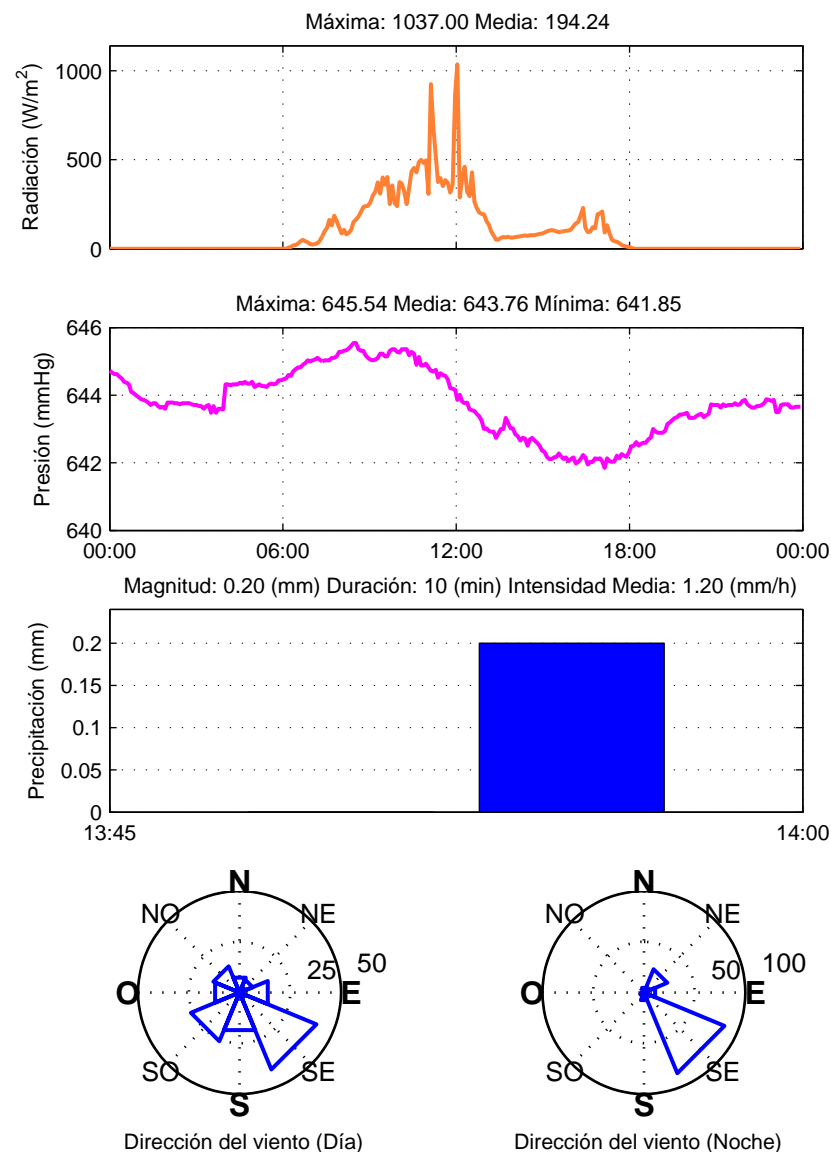 Máxima: 1037.00 Media: 194.24
Radiación (W/m²)
1000
500
0
Máxima: 645.54 Media: 643.76 Mínima: 641.85
Presión (mmHg)
646
644
642
640
00:00 06:00 12:00 18:00 00:00
Magnitud: 0.20 (mm) Duración: 10 (min) Intensidad Media: 1.20 (mm/h)
Precipitación (mm)
0.2
0.15
0.1
0.05
0
13:45 14:00
N
NO NE
25 50
O E
SO SE
S
Dirección del viento (Día)
N
NO NE
50 100
O E
SO SE
S
Dirección del viento (Noche)